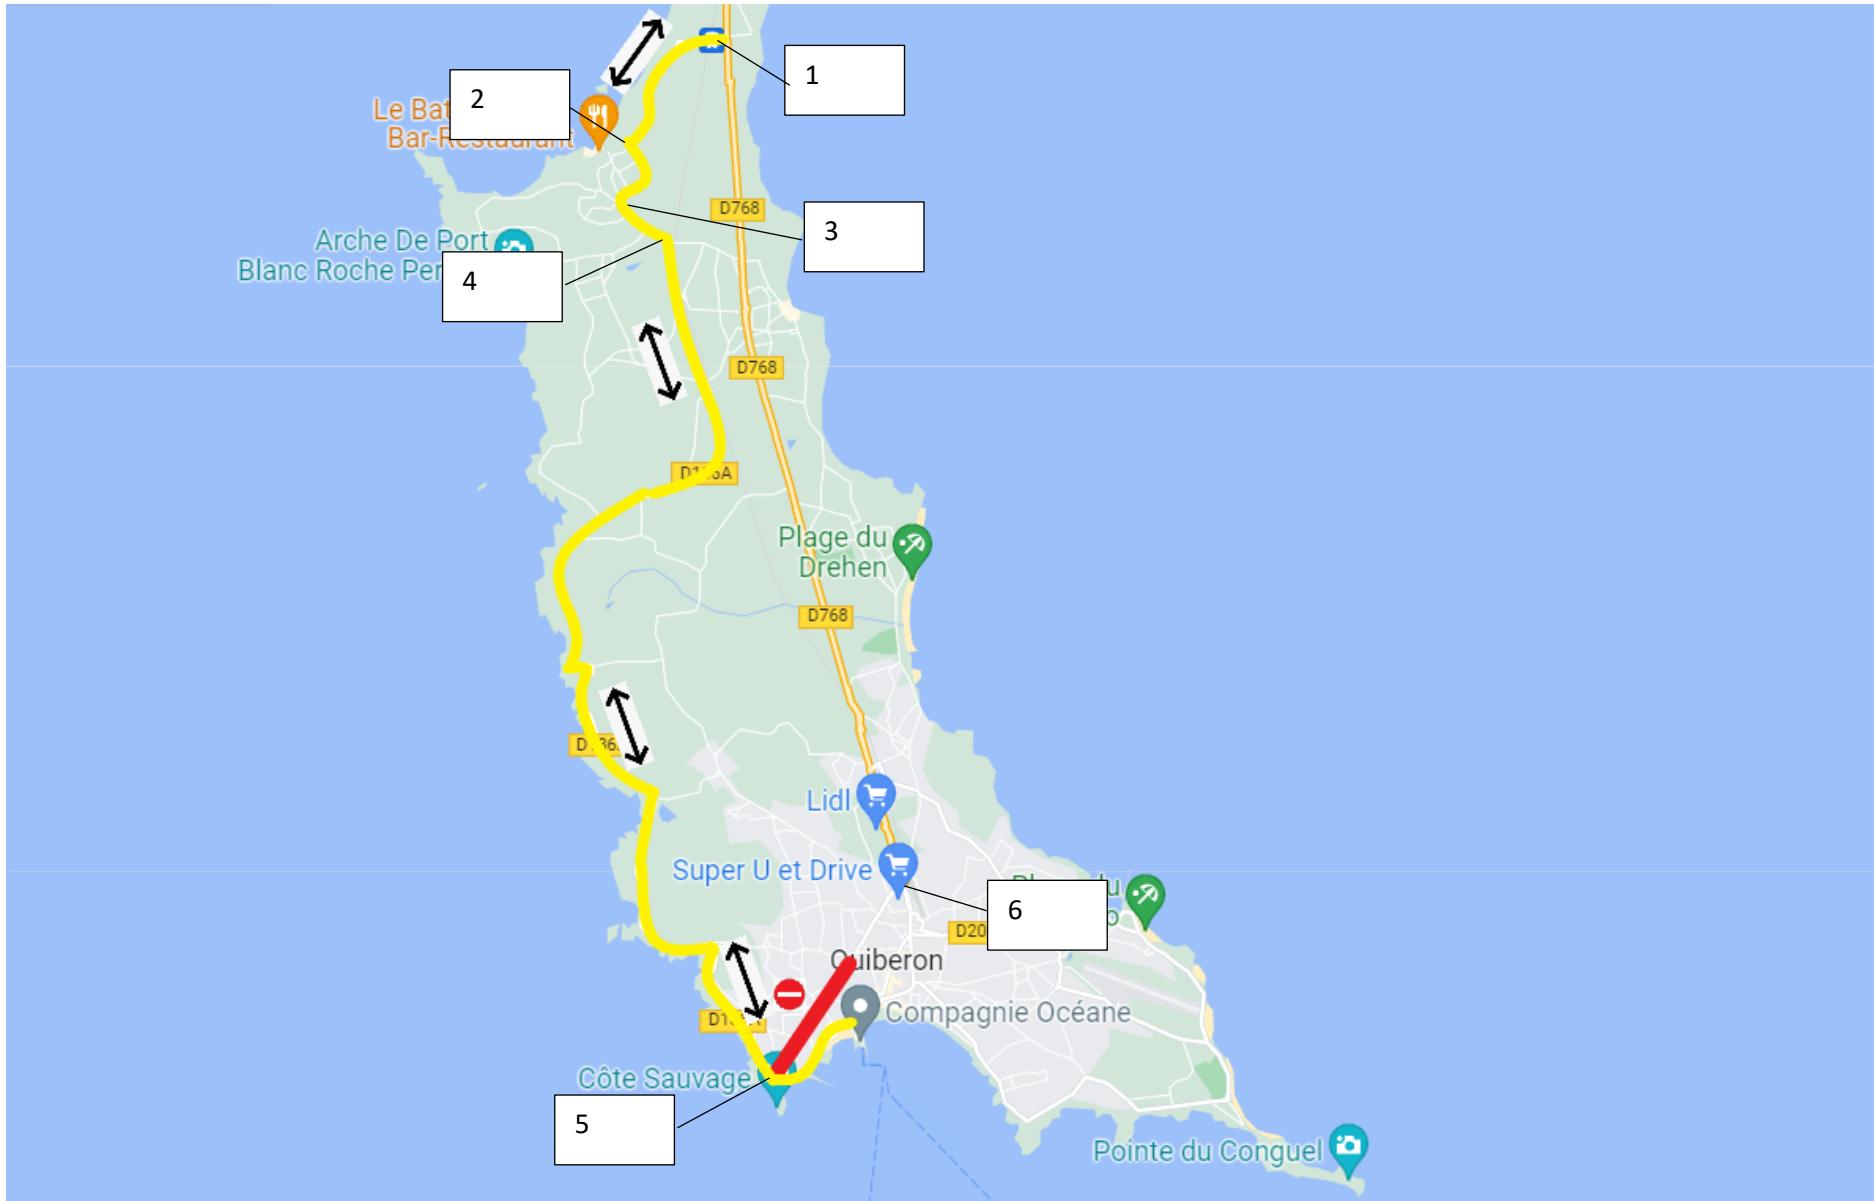 1
2
Le Bat
Bar-Restaurant
D768
3
Arche De Port
Blanc Roche Per
4
D768
Plage du
Drehen
D768
Lidl
Super U et Drive
6
D20
Quiberon
Compagnie Océane
Côte Sauvage
5
Pointe du Conguel